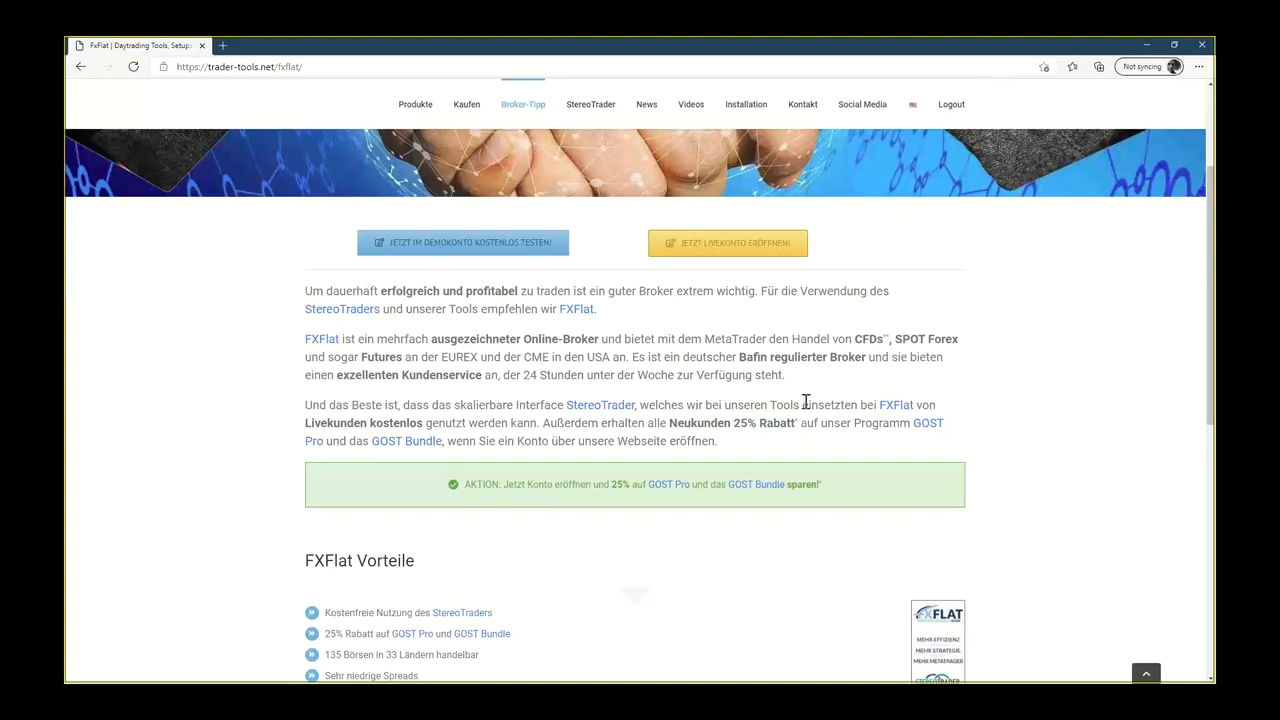 FxFlat | Daytrading Tools, Setups
https://trader-tools.net/fxflat/
Not syncing
Produkte Kaufen Broker-Tipp StereoTrader News Videos Installation Kontakt Social Media Logout
JETZT IM DEMOKONTO KOSTENLOS TESTEN!
JETZT LIVEKONTO ERÖFFNEN!
Um dauerhaft erfolgreich und profitabel zu traden ist ein guter Broker extrem wichtig. Für die Verwendung des
StereoTraders und unserer Tools empfehlen wir FXFlat.
FXFlat ist ein mehrfach ausgezeichneter Online-Broker und bietet mit dem MetaTrader den Handel von CFDs**, SPOT Forex
und sogar Futures an der EUREX und der CME in den USA an. Es ist ein deutscher Bafin regulierter Broker und sie bieten
einen exzellenten Kundenservice an, der 24 Stunden unter der Woche zur Verfügung steht.
Und das Beste ist, dass das skalierbare Interface StereoTrader, welches wir bei unseren Tools einsetzten bei FXFlat von
Livekunden kostenlos genutzt werden kann. Außerdem erhalten alle Neukunden 25% Rabatt* auf unser Programm GOST
Pro und das GOST Bundle, wenn Sie ein Konto über unsere Webseite eröffnen.
AKTION: Jetzt Konto eröffnen und 25% auf GOST Pro und das GOST Bundle sparen!*
FXFlat Vorteile
Kostenfreie Nutzung des StereoTraders
25% Rabatt auf GOST Pro und GOST Bundle
135 Börsen in 33 Ländern handelbar
Sehr niedrige Spreads
FXFLAT
MEHR EFFIZIENZ
MEHR STRATEGIE
MEHR METATRADER
STEREOTRADER